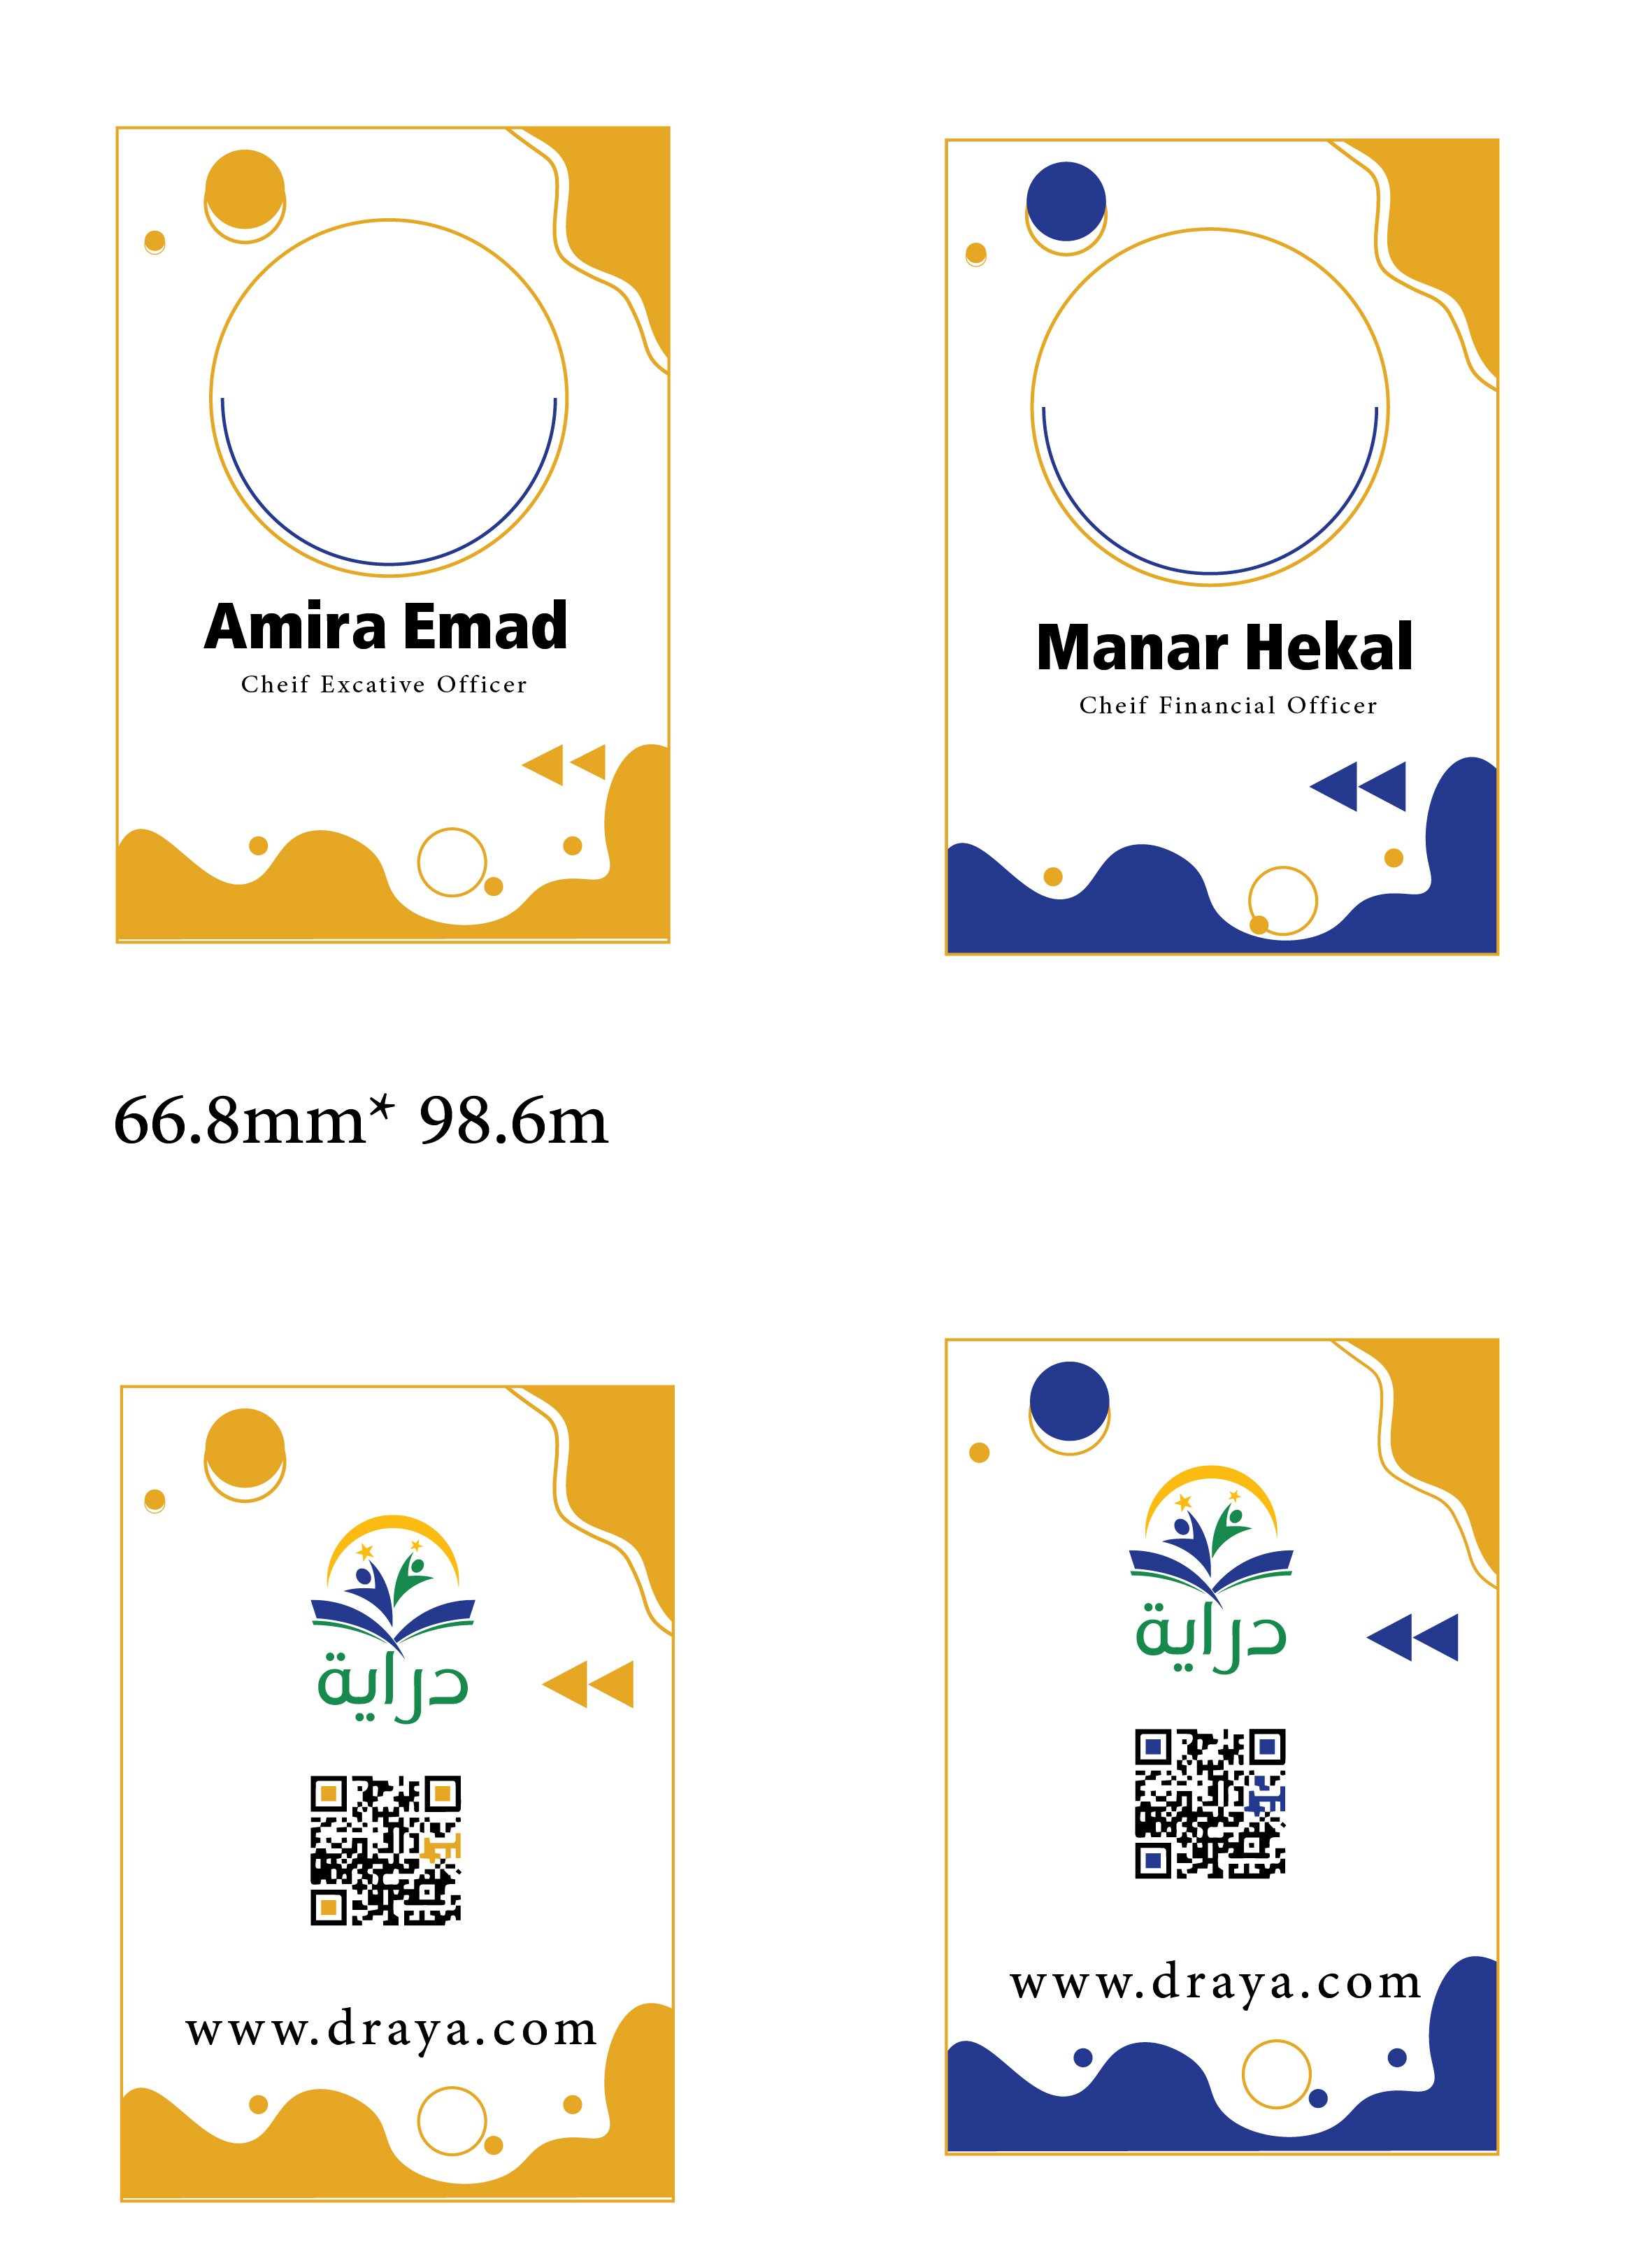 Amira Emad
Cheif Excative Officer
Manar Hekal
Cheif Financial Officer
66.8mm* 98.6m
دراية
www.draya.com
دراية
www.draya.com